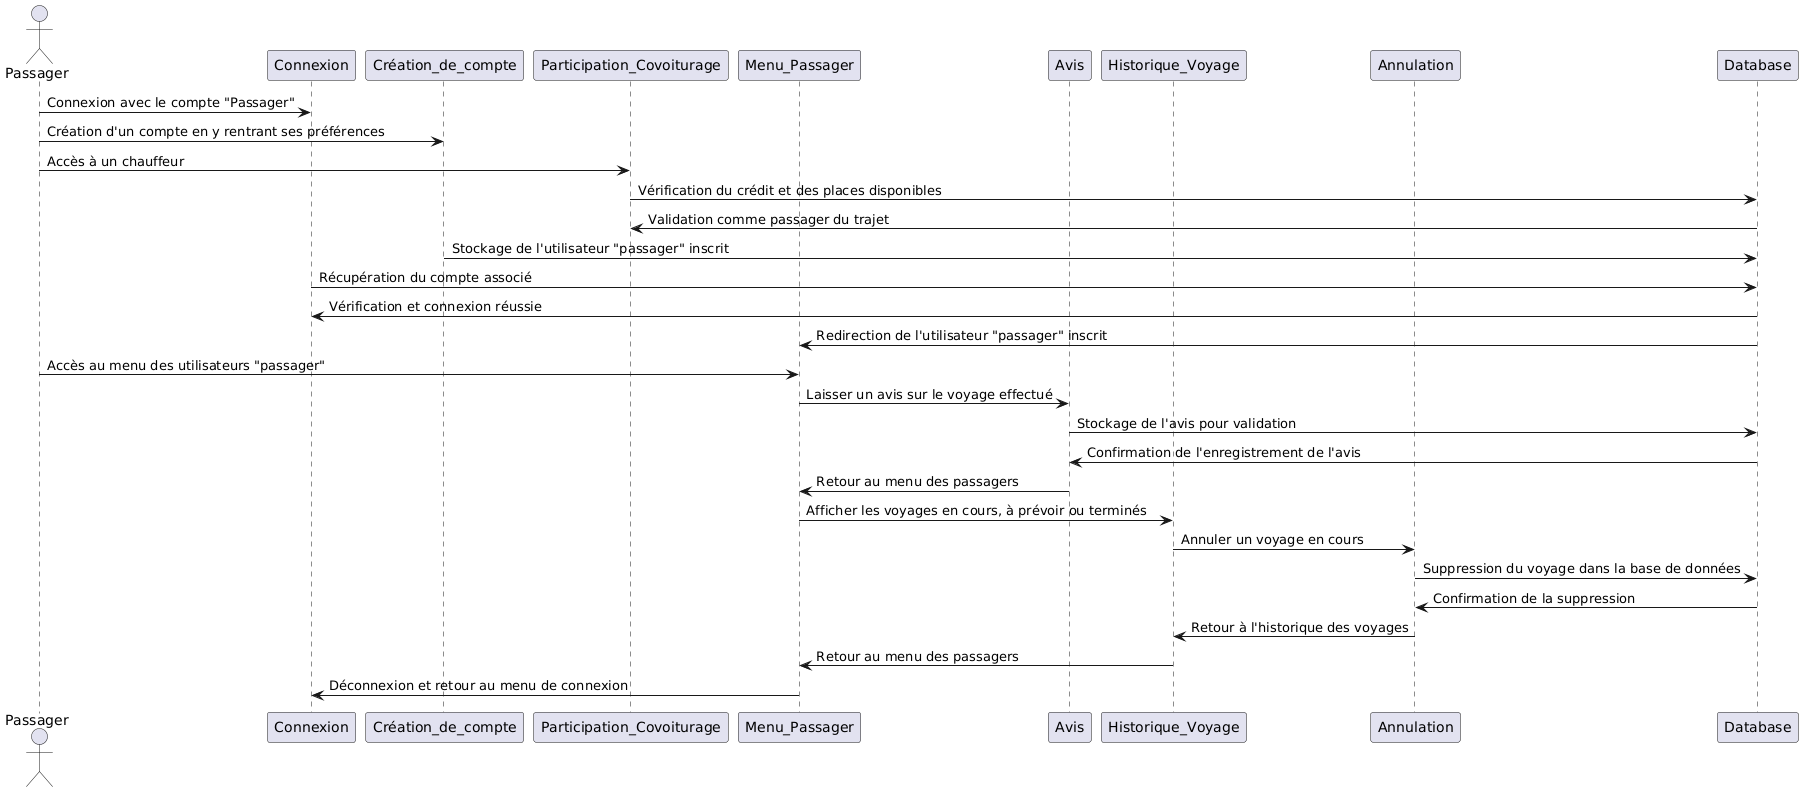 Passager
Connexion
Création_de_compte
Participation_Covoiturage
Menu_Passager
Avis
Historique_Voyage
Annulation
Database
Connexion avec le compte "Passager"
Création d'un compte en y rentrant ses préférences
Accès à un chauffeur
Vérification du crédit et des places disponibles
Validation comme passager du trajet
Stockage de l'utilisateur "passager" inscrit
Récupération du compte associé
Vérification et connexion réussie
Redirection de l'utilisateur "passager" inscrit
Accès au menu des utilisateurs "passager"
Laisser un avis sur le voyage effectué
Stockage de l'avis pour validation
Confirmation de l'enregistrement de l'avis
Retour au menu des passagers
Afficher les voyages en cours, à prévoir ou terminés
Annuler un voyage en cours
Suppression du voyage dans la base de données
Confirmation de la suppression
Retour à l'historique des voyages
Retour au menu des passagers
Déconnexion et retour au menu de connexion
Passager
Connexion
Création_de_compte
Participation_Covoiturage
Menu_Passager
Avis
Historique_Voyage
Annulation
Database